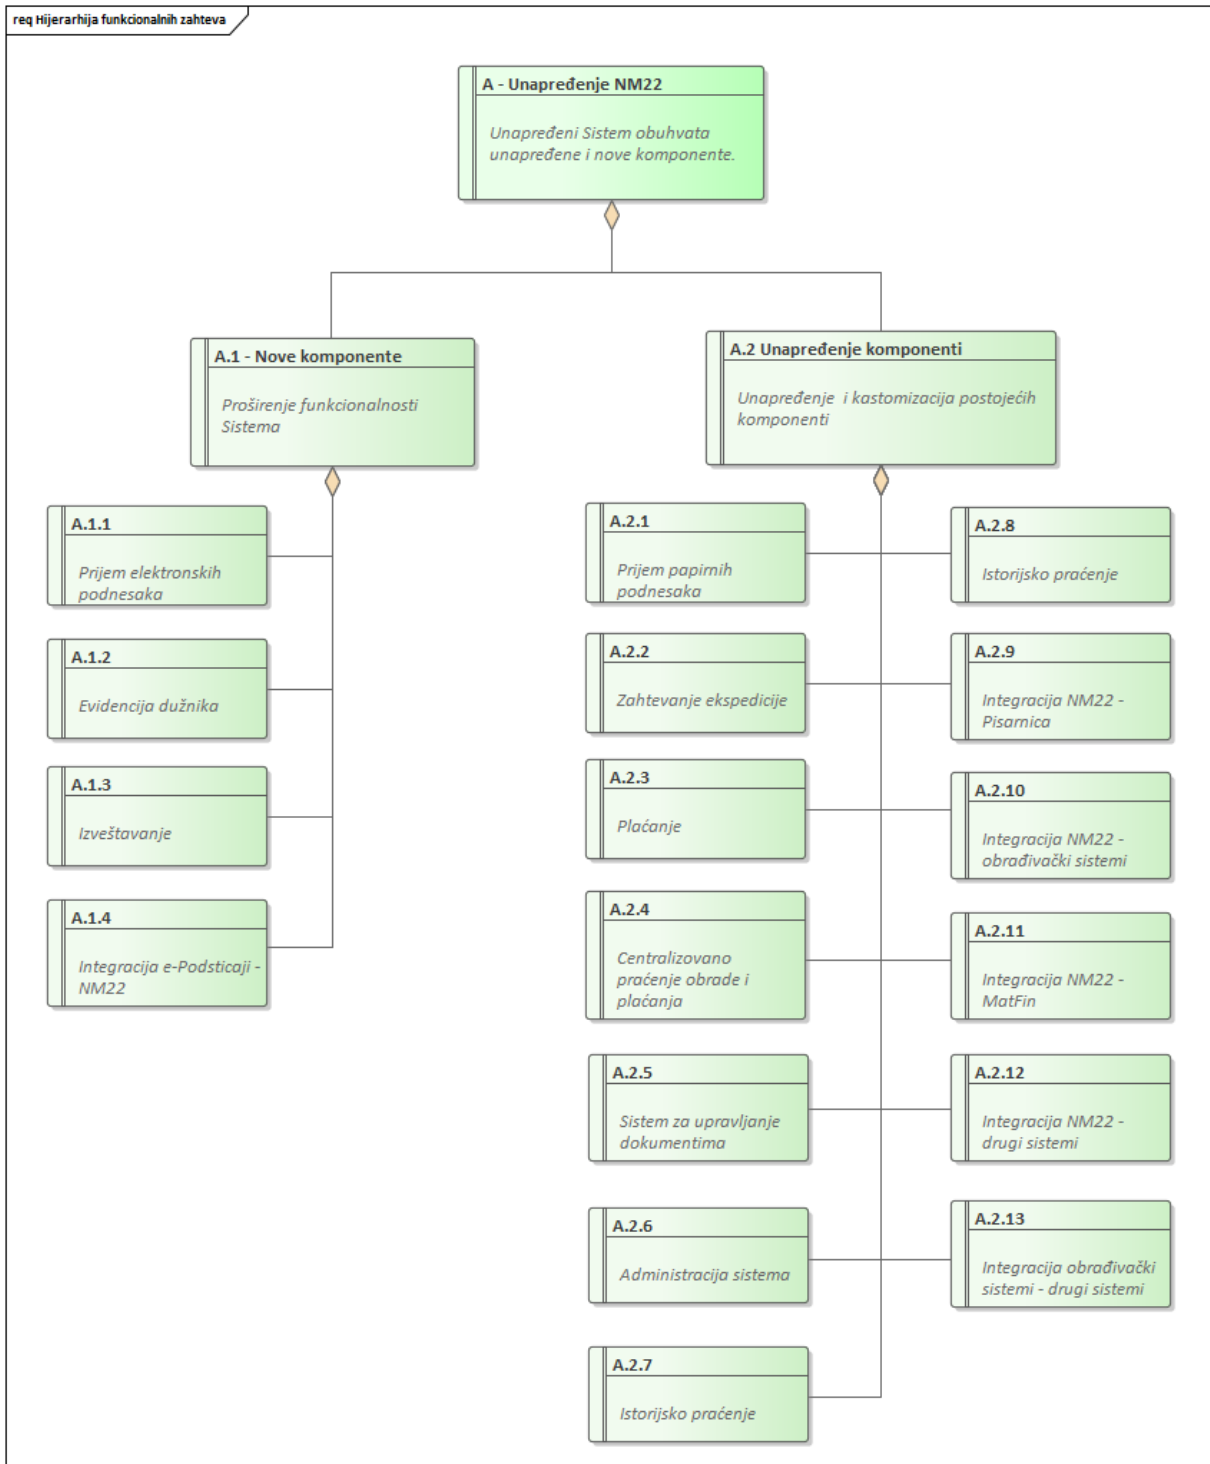 req Hijerarhija funkcionalnih zahteva
A - Unapređenje NM22
Unapređeni Sistem obuhvata
unapređene i nove komponente.
A.1 - Nove komponente
Proširenje funkcionalnosti
Sistema
A.2 Unapređenje komponenti
Unapređenje i kastomizacija postojećih
komponenti
A.1.1
Prijem elektronskih
podnesaka
A.1.2
Evidencija dužnika
A.1.3
Izveštavanje
A.1.4
Integracija e-Podsticaji -
NM22
A.2.1
Prijem papirnih
podnesaka
A.2.2
Zahtevanje ekspedicije
A.2.3
Plaćanje
A.2.4
Centralizovano
praćenje obrade i
plaćanja
A.2.5
Sistem za upravljanje
dokumentima
A.2.6
Administracija sistema
A.2.7
Istorijsko praćenje
A.2.8
Istorijsko praćenje
A.2.9
Integracija NM22 -
Pisarnica
A.2.10
Integracija NM22 -
obrađivački sistemi
A.2.11
Integracija NM22 -
MatFin
A.2.12
Integracija NM22 -
drugi sistemi
A.2.13
Integracija obrađivački
sistemi - drugi sistemi